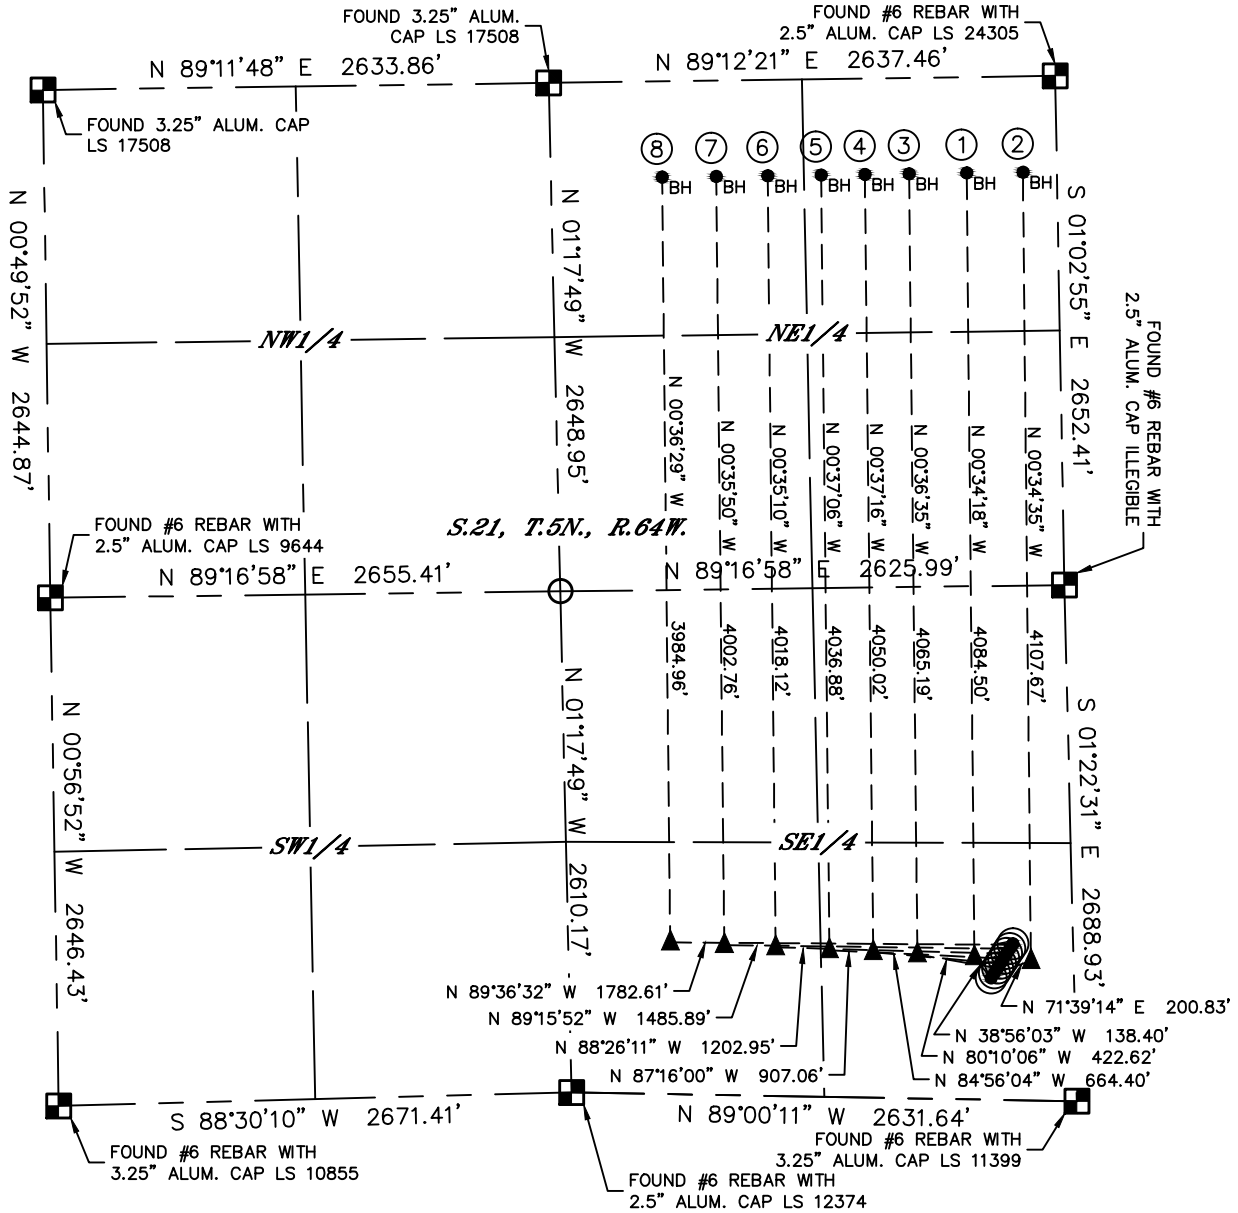 FOUND 3.25” ALUM.
CAP LS 17508
FOUND #6 REBAR WITH
2.5” ALUM. CAP LS 24305
N 89°11’48” E 2633.86’
N 89°12’21” E 2637.46’
FOUND 3.25” ALUM. CAP
LS 17508
8
7
6
5
4
3
1
2
BH
BH
BH
BH
BH
BH
BH
BH
N 00°49’52” W 2644.87’
N 01°17’49” W 2648.95’
S 01°02’55” E 2652.41’
FOUND #6 REBAR WITH
2.5” ALUM. CAP ILLEGIBLE
NW1/4
NE1/4
N 00°36’29” W
N 00°35’50” W
N 00°35’10” W
N 00°37’06” W
N 00°37’16” W
N 00°36’35” W
N 00°34’18” W
N 00°34’35” W
S.21, T.5N., R.64W.
FOUND #6 REBAR WITH
2.5” ALUM. CAP LS 9644
N 89°16’58” E 2655.41’
N 89°16’58” E 2625.99’
3984.96’
4002.76’
4018.12’
4036.88’
4050.02’
4065.19’
4084.50’
4107.67’
N 00°56’52” W 2646.43’
N 01°17’49” W 2610.17’
S 01°22’31” E 2688.93’
SW1/4
SE1/4
N 89°36’32” W 1782.61’
N 89°15’52” W 1485.89’
N 88°26’11” W 1202.95’
N 87°16’00” W 907.06’
N 71°39’14” E 200.83’
N 38°56’03” W 138.40’
N 80°10’06” W 422.62’
N 84°56’04” W 664.40’
S 88°30’10” W 2671.41’
N 89°00’11” W 2631.64’
FOUND #6 REBAR WITH
3.25” ALUM. CAP LS 10855
FOUND #6 REBAR WITH
3.25” ALUM. CAP LS 11399
FOUND #6 REBAR WITH
2.5” ALUM. CAP LS 12374